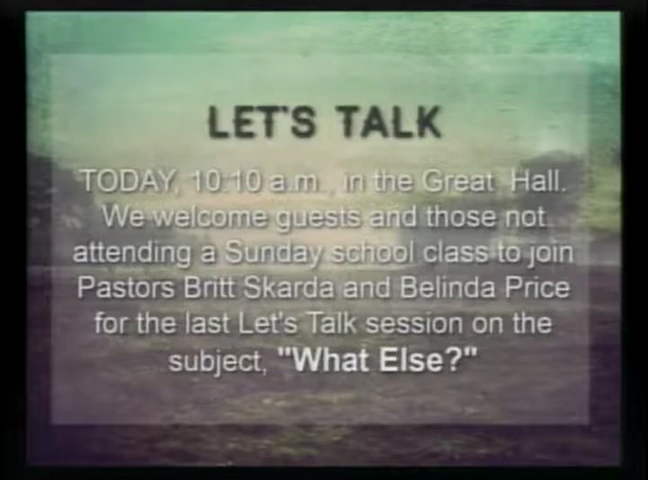 LET'S TALK
TODAY, 10:10 a.m., in the Great Hall.
We welcome guests and those not
attending a Sunday school class to join
Pastors Britt Skarda and Belinda Price
for the last Let's Talk session on the
subject, "What Else?"